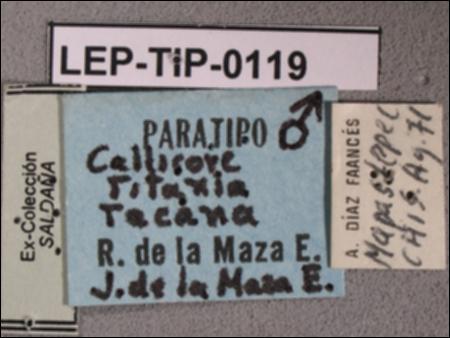 LEP-TiP-0119
Ex-Colección
SALDAÑA
PARATIPO ♂
Callicore
Titania
Tacana
R. de la Maza E.
J. de la Maza E.
A. DÍAZ FAANCÉS
Mapastepec
CHIS Ag. 71